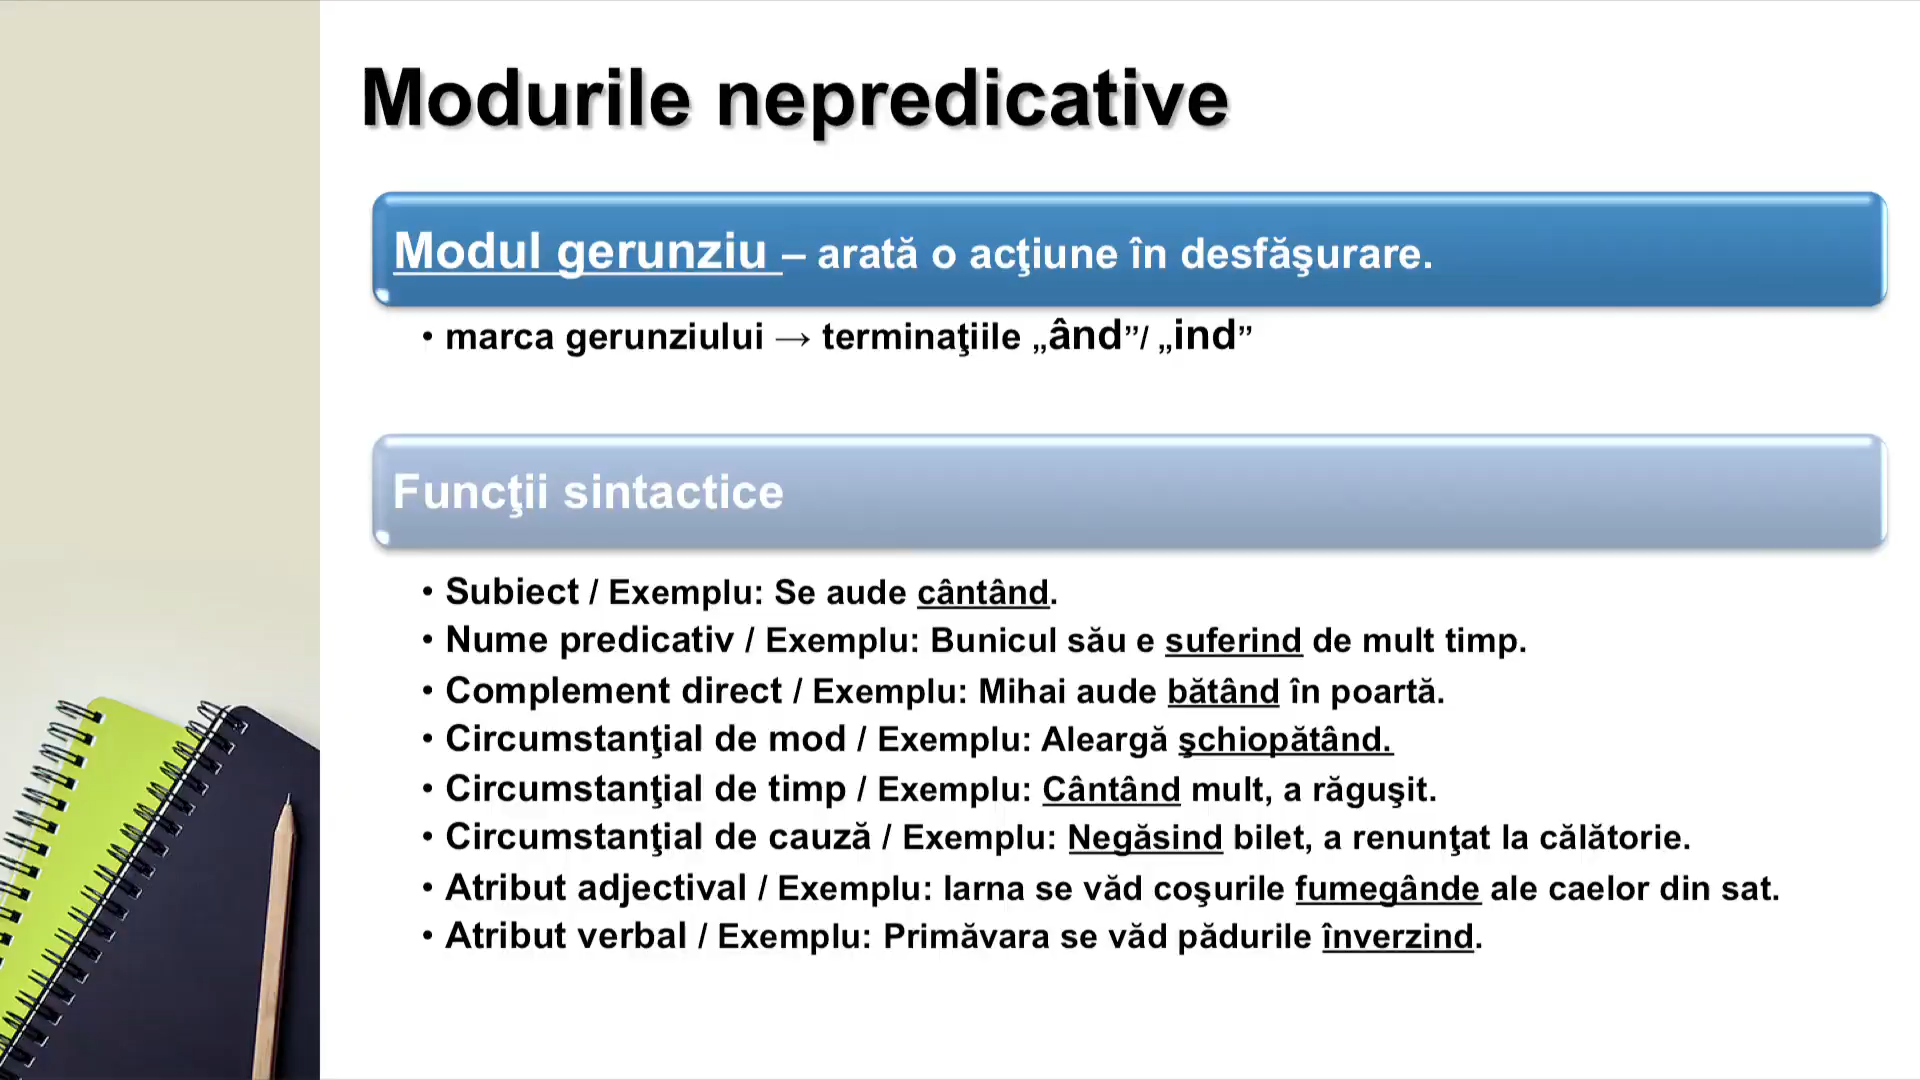 Modurile nepredicative
Modul gerunziu – arată o acţiune în desfăşurare.
• marca gerunziului → terminaţiile „ând”/ „ind”
Funcţii sintactice
• Subiect / Exemplu: Se aude cântând.
• Nume predicativ / Exemplu: Bunicul său e suferind de mult timp.
• Complement direct / Exemplu: Mihai aude bătând în poartă.
• Circumstanţial de mod / Exemplu: Aleargă şchiopătând.
• Circumstanţial de timp / Exemplu: Cântând mult, a răguşit.
• Circumstanţial de cauză / Exemplu: Negăsind bilet, a renunţat la călătorie.
• Atribut adjectival / Exemplu: Iarna se văd coşurile fumegânde ale caelor din sat.
• Atribut verbal / Exemplu: Primăvara se văd pădurile înverzind.